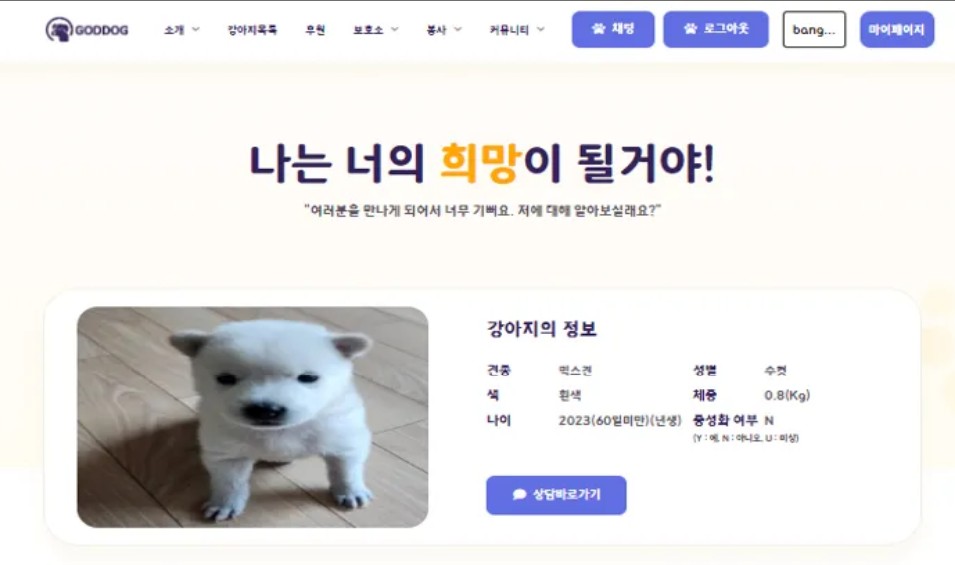 GODDOG 소개 강아지목록 후원 보호소 봉사 커뮤니티 채팅 로그아웃 bang... 마이페이지
나는 너의 희망이 될거야!
"여러분을 만나게 되어서 너무 기뻐요. 저에 대해 알아보실래요?"
강아지의 정보
견종 믹스견 성별 수컷
색 흰색 체중 0.8(Kg)
나이 2023(60일미만)(년생) 중성화 여부 N
(Y : 예, N : 아니오, U : 미상)
상담바로가기